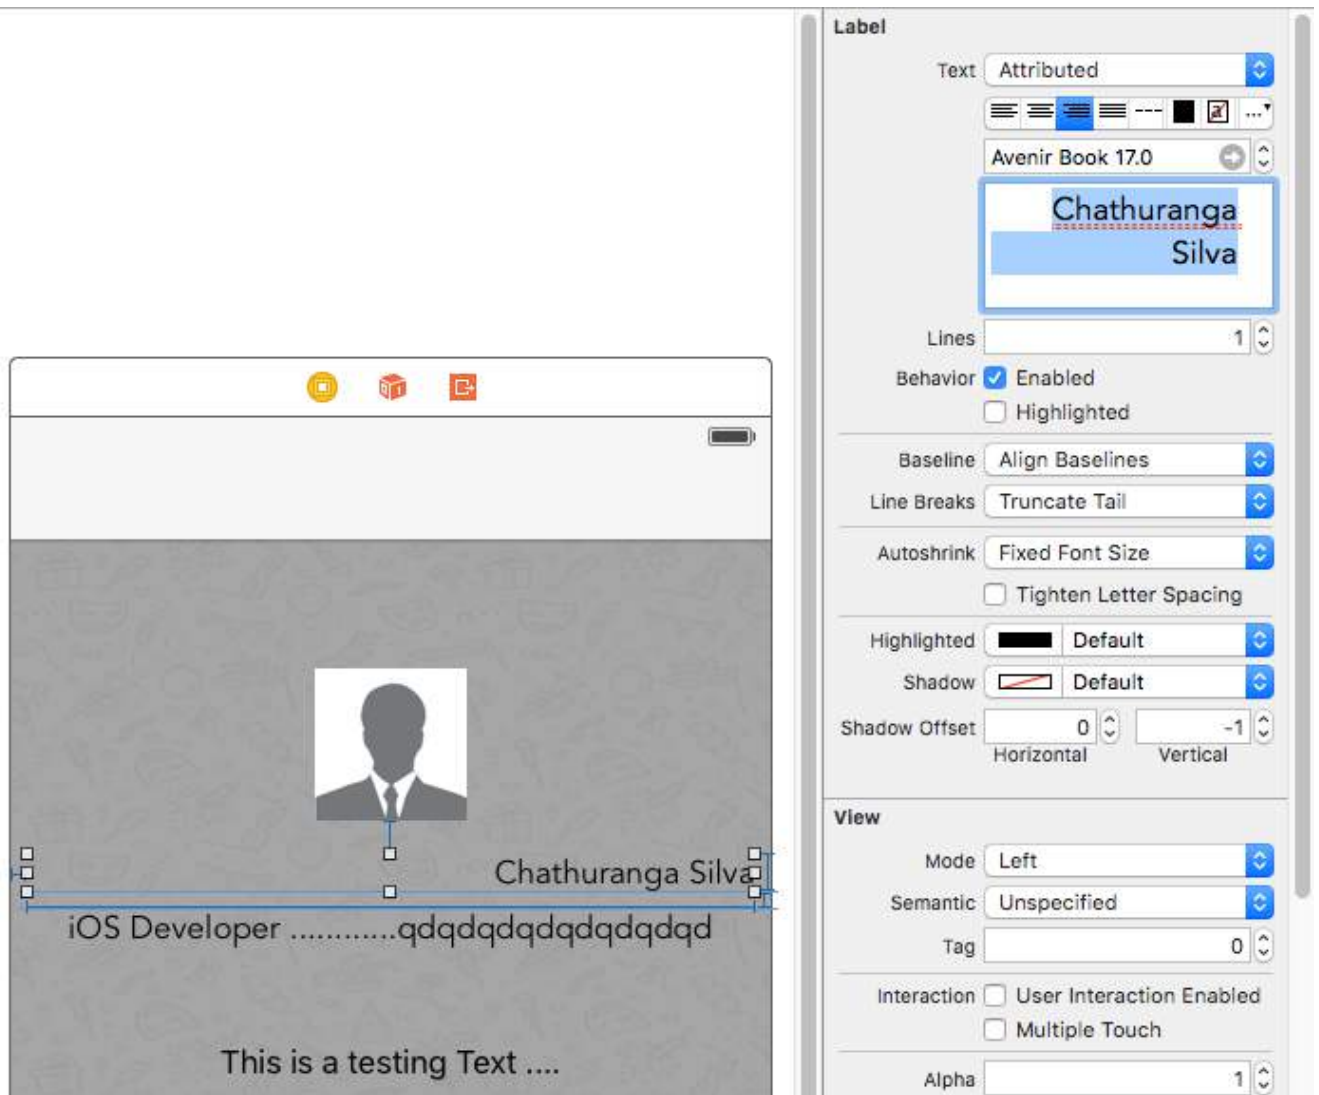 Label
Text Attributed
a ...
Avenir Book 17.0
Chathuranga
Silva
Lines 1
Behavior Enabled
Highlighted
Baseline Align Baselines
Line Breaks Truncate Tail
Autoshrink Fixed Font Size
Tighten Letter Spacing
Highlighted Default
Shadow Default
Shadow Offset 0 -1
Horizontal Vertical
View
Mode Left
Semantic Unspecified
Tag 0
Interaction User Interaction Enabled
Multiple Touch
Alpha 1
Chathuranga Silva
iOS Developer ............qdqdqdqdqdqdqdqd
This is a testing Text ....